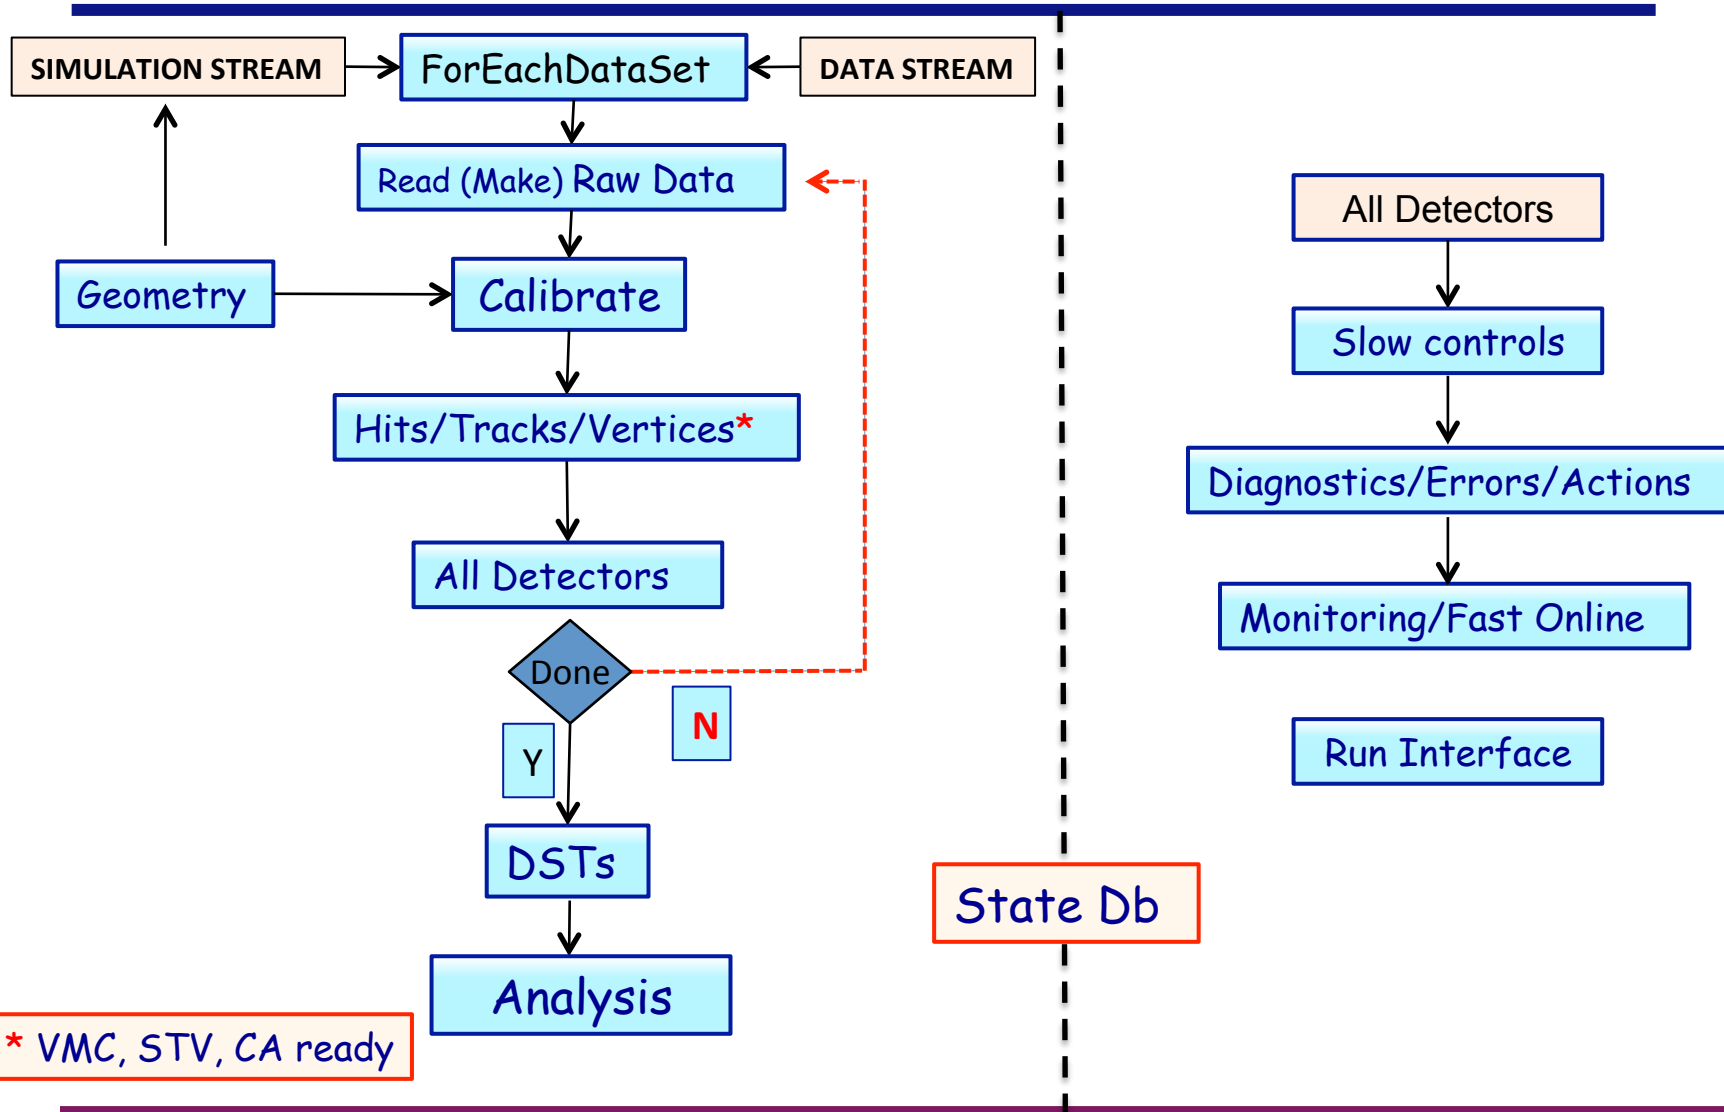 SIMULATION STREAM
ForEachDataSet
DATA STREAM
Read (Make) Raw Data
Geometry
Calibrate
Hits/Tracks/Vertices*
All Detectors
Done
N
Y
DSTs
Analysis
* VMC, STV, CA ready
State Db
All Detectors
Slow controls
Diagnostics/Errors/Actions
Monitoring/Fast Online
Run Interface